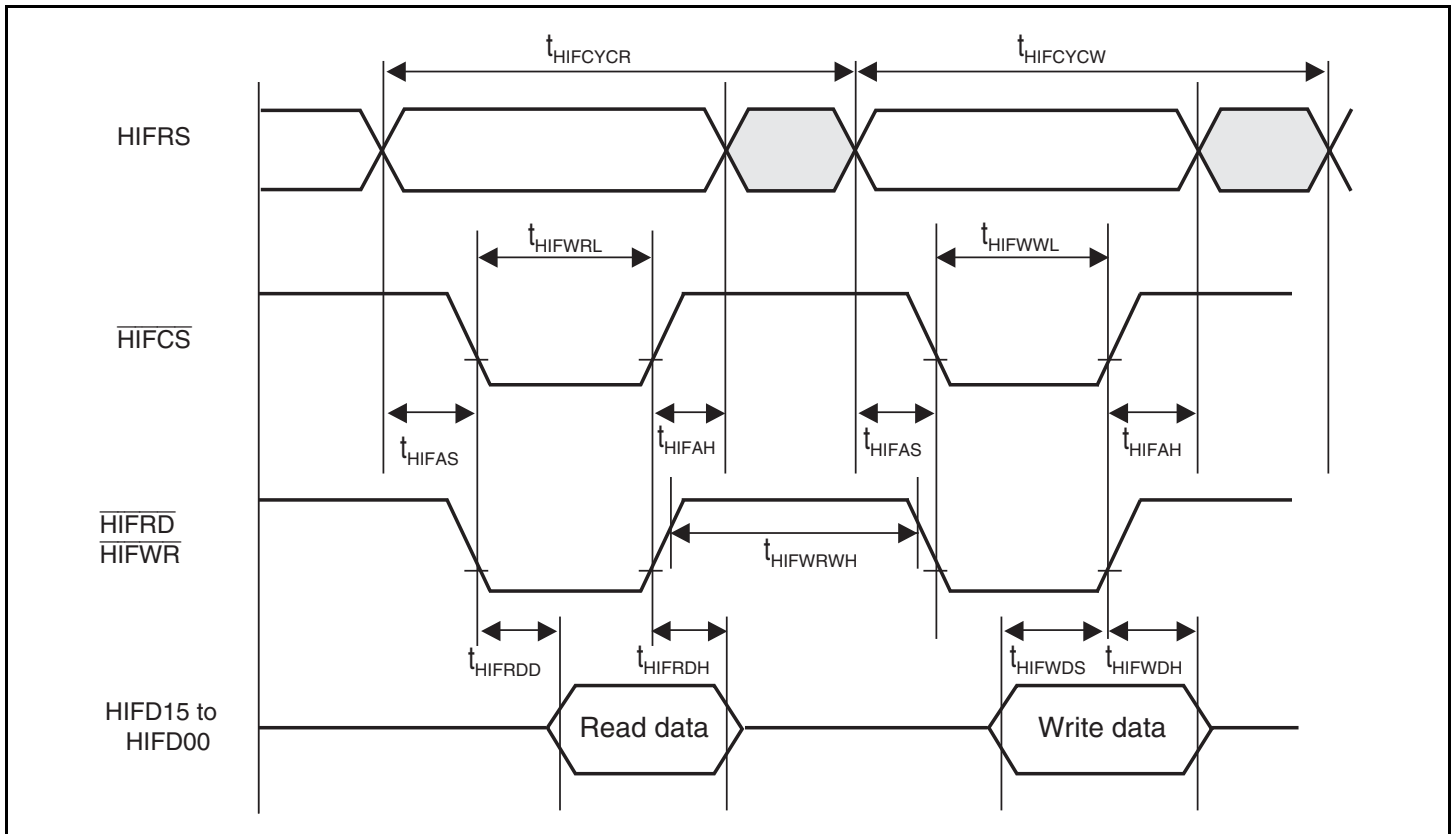 tHIFCYCR
tHIFCYCW
HIFRS
tHIFWRL
tHIFWWL
HIFCS
tHIFAS
tHIFAH
tHIFAS
tHIFAH
HIFRD
HIFWR
tHIFWRWH
tHIFRDD
tHIFRDH
tHIFWDS
tHIFWDH
HIFD15 to
HIFD00
Read data
Write data